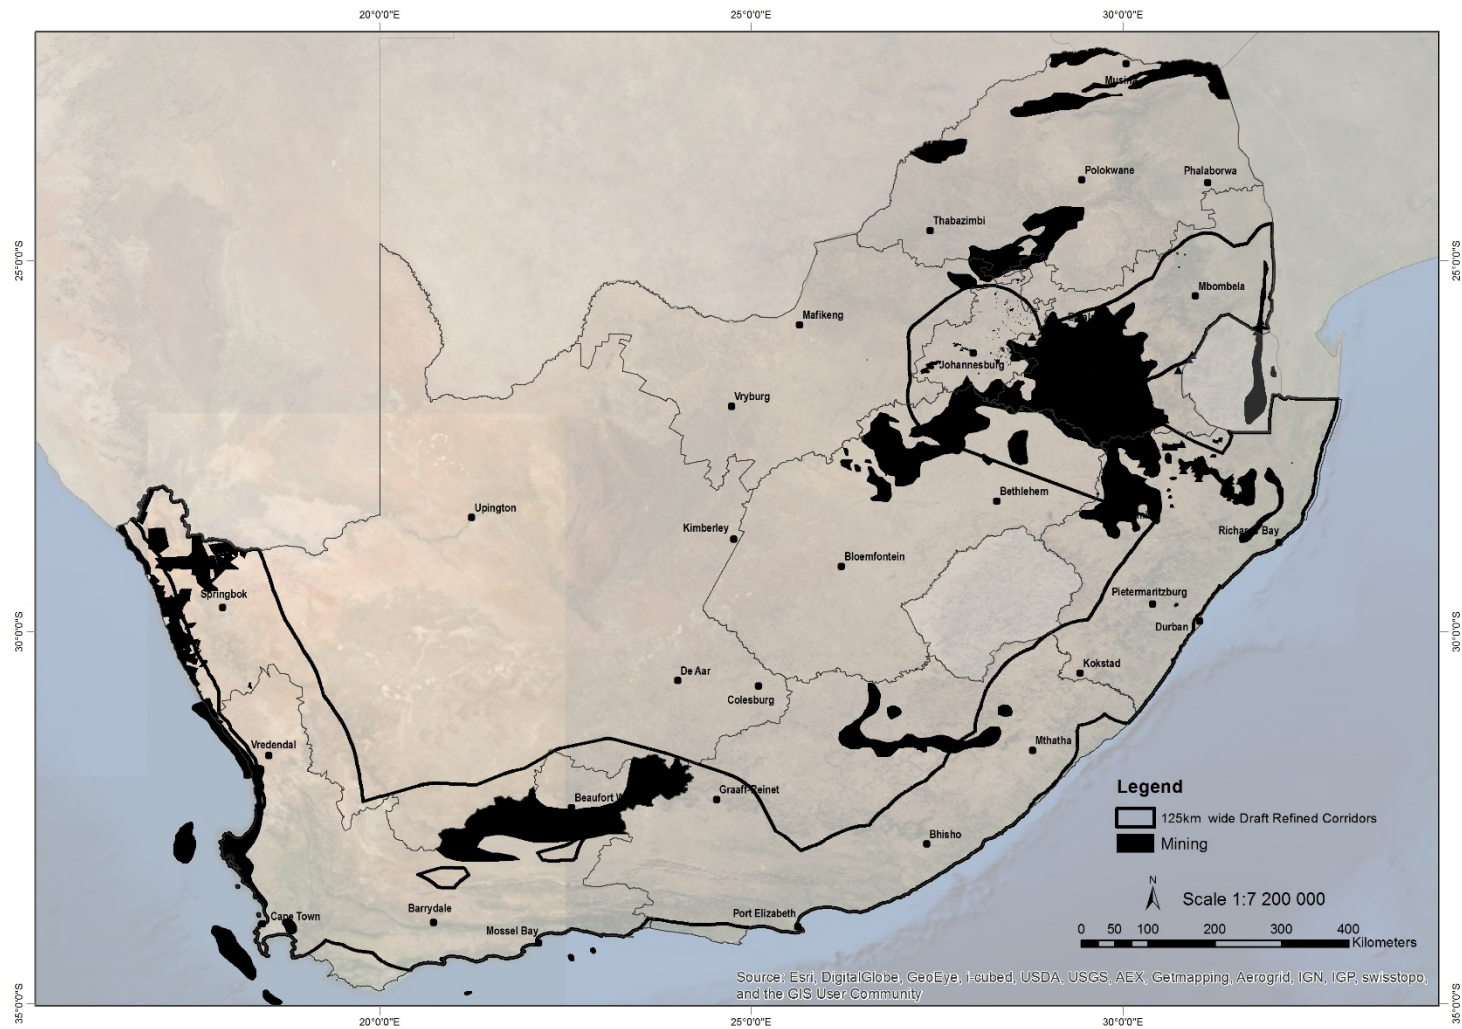 20°0'0"E 25°0'0"E 30°0'0"E
Polokwane
Phalaborwa
Thabazimbi
25°0'0"S 25°0'0"S
Mbombela
Mafikeng
Johannesburg
Vryburg
Bethlehem
Upington
Kimberley
Richards Bay
Bloemfontein
Springbok
Pietermaritzburg
Durban
30°0'0"S 30°0'0"S
Kokstad
De Aar
Colesburg
Vredendal
Mthatha
Graaff-Reinet
Beaufort W
Bhisho
Barrydale
Port Elizabeth
Cape Town
Mossel Bay
Legend
125km wide Draft Refined Corridors
Mining
N
Scale 1:7 200 000
0 50 100 200 300 400
Kilometers
Source: Esri, DigitalGlobe, GeoEye, i-cubed, USDA, USGS, AEX, Getmapping, Aerogrid, IGN, IGP, swisstopo,
and the GIS User Community
35°0'0"S 35°0'0"S
20°0'0"E 25°0'0"E 30°0'0"E